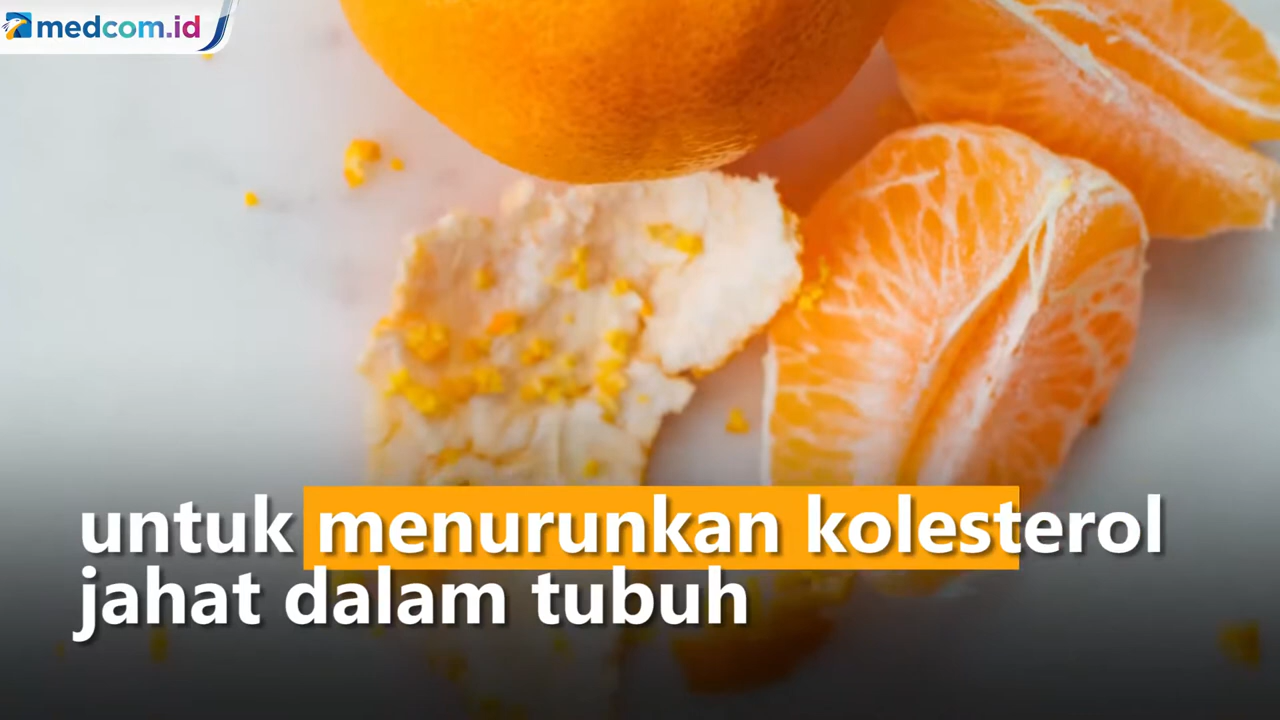 medcom.id
untuk menurunkan kolesterol
jahat dalam tubuh